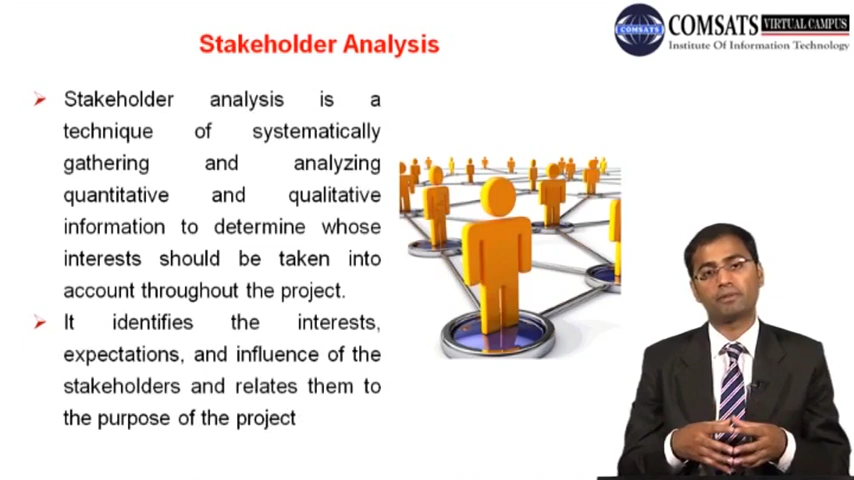 Stakeholder Analysis
COMSATS
COMSATS VIRTUAL CAMPUS
Institute Of Information Technology
Stakeholder analysis is a
technique of systematically
gathering and analyzing
quantitative and qualitative
information to determine whose
interests should be taken into
account throughout the project.
It identifies the interests,
expectations, and influence of the
stakeholders and relates them to
the purpose of the project